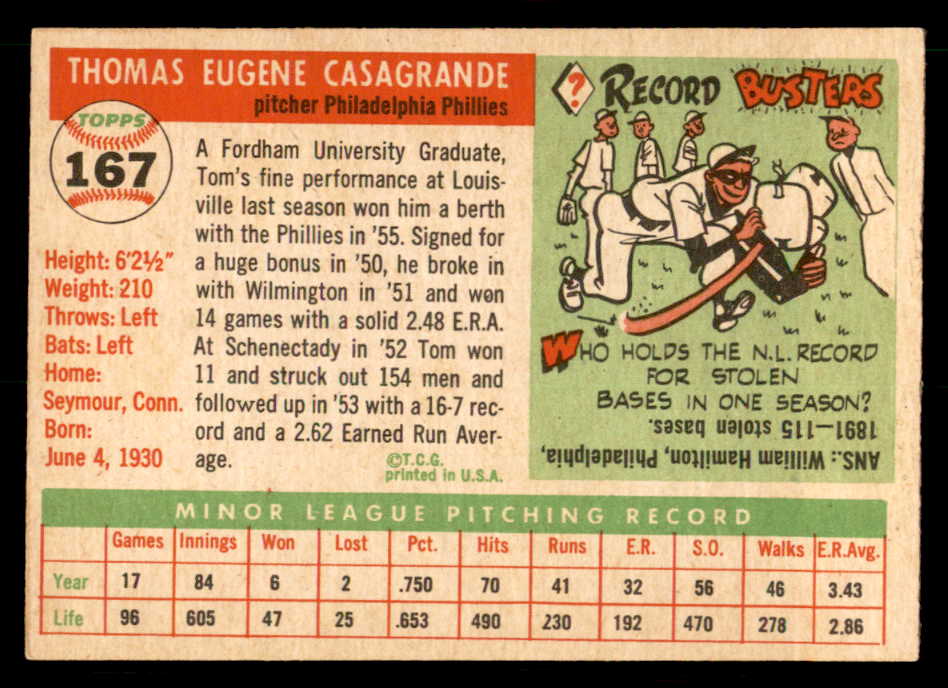 THOMAS EUGENE CASAGRANDE
pitcher Philadelphia Phillies
TOPPS
167
Height: 6'2½"
Weight: 210
Throws: Left
Bats: Left
Home:
Seymour, Conn.
Born:
June 4, 1930
A Fordham University Graduate,
Tom's fine performance at Louis-
ville last season won him a berth
with the Phillies in '55. Signed for
a huge bonus in '50, he broke in
with Wilmington in '51 and won
14 games with a solid 2.48 E.R.A.
At Schenectady in '52 Tom won
11 and struck out 154 men and
followed up in '53 with a 16-7 rec-
ord and a 2.62 Earned Run Aver-
age.
©T.C.G.
printed in U.S.A.
? RECORD BUSTERS
WHO HOLDS THE N.L. RECORD
FOR STOLEN
BASES IN ONE SEASON?
ANS.: William Hamilton, Philadelphia,
1891—115 stolen bases.
MINOR LEAGUE PITCHING RECORD
Games Innings Won Lost Pct. Hits Runs E.R. S.O. Walks E.R.Avg.
Year 17 84 6 2 .750 70 41 32 56 46 3.43
Life 96 605 47 25 .653 490 230 192 470 278 2.86